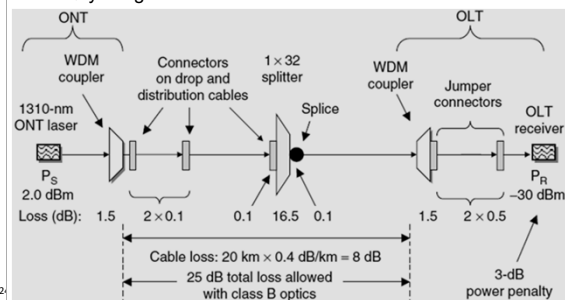 ONT
OLT
WDM
coupler
Connectors
on drop and
distribution cables
1×32
splitter
WDM
coupler
Jumper
connectors
1310-nm
ONT laser
Splice
OLT
receiver
PS
2.0 dBm
PR
–30 dBm
Loss (dB): 1.5 2×0.1 0.1 16.5 0.1 1.5 2×0.5
Cable loss: 20 km × 0.4 dB/km = 8 dB
25 dB total loss allowed
with class B optics
3-dB
power penalty